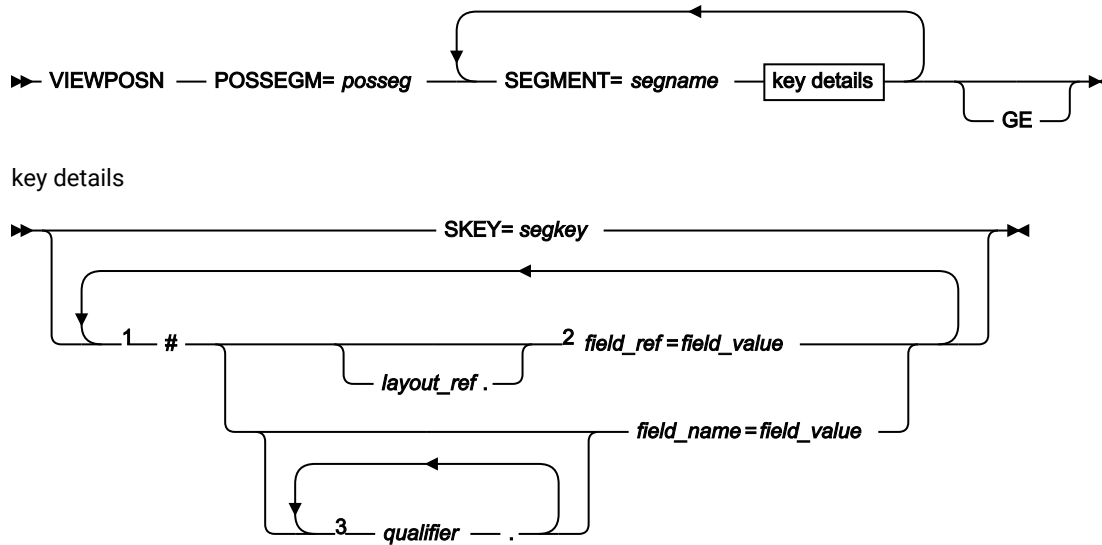 VIEWPOSN POSSEGM= posseg SEGMENT= segname key details
GE
key details
SKEY= segkey
1 # 2 field_ref=field_value
layout_ref .
field_name=field_value
3 qualifier .